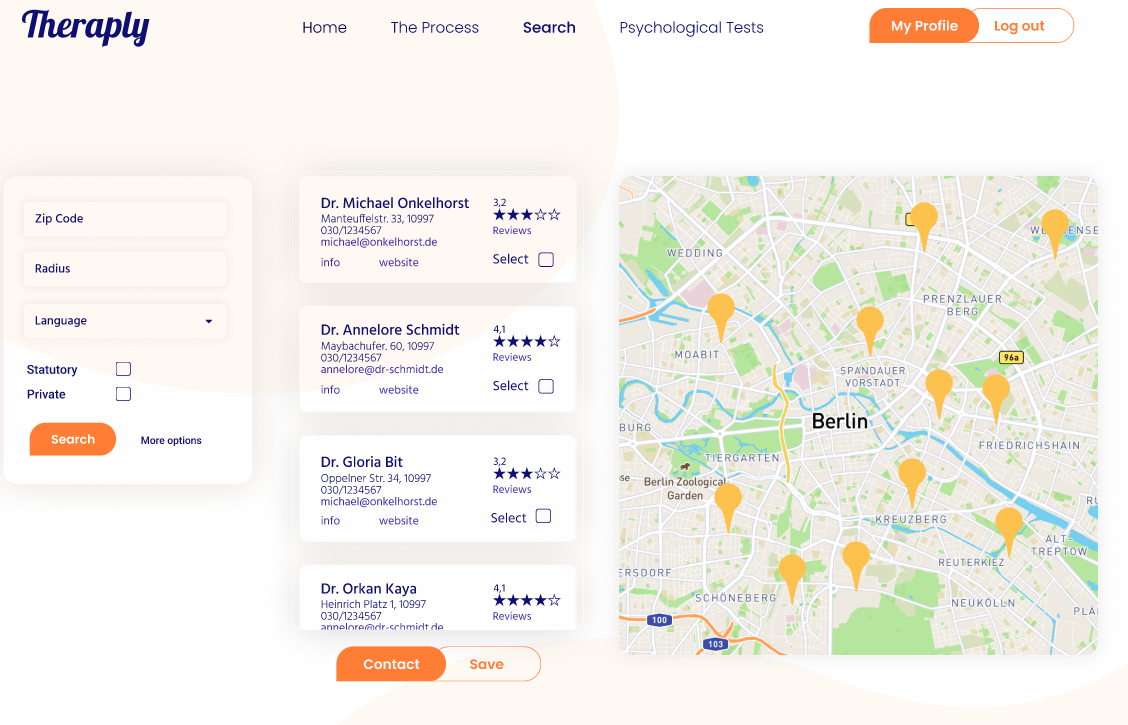 Theraply
Home The Process Search Psychological Tests
My Profile Log out
Zip Code
Radius
Language
Statutory
Private
Search More options
Dr. Michael Onkelhorst
Manteuffelstr. 33, 10997
030/1234567
michael@onkelhorst.de
info website
3,2
Reviews
Select
Dr. Annelore Schmidt
Maybachufer. 60, 10997
030/1234567
annelore@dr-schmidt.de
info website
4,1
Reviews
Select
Dr. Gloria Bit
Oppelner Str. 34, 10997
030/1234567
michael@onkelhorst.de
info website
3,2
Reviews
Select
Dr. Orkan Kaya
Heinrich Platz 1, 10997
030/1234567
annelore@dr-schmidt.de
4,1
Reviews
Contact Save
WEDDING
PRENZLAUER
BERG
MOABIT
96a
SPANDAUER
VORSTADT
Berlin
BURG
FRIEDRICHSHAIN
TIERGARTEN
Berlin Zoological
Garden
KREUZBERG
ALT-
TREPTOW
REUTERKIEZ
ERSDORF
SCHÖNEBERG
NEUKÖLLN
PLA
100
103